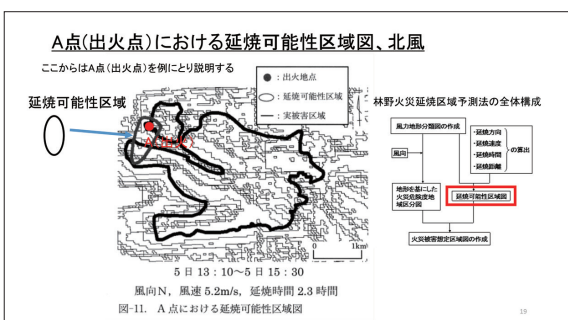 A点(出火点)における延焼可能性区域図、北風
ここからはA点(出火点)を例にとり説明する
延焼可能性区域
：出火地点
：延焼可能性区域
：実被害区域
A(出火点)
0
1km
5日13：10～5日15：30
風向N，風速5.2m/s，延焼時間2.3時間
図-11. A点における延焼可能性区域図
林野火災延焼区域予測法の全体構成
風力地形分類図の作成
風向
・延焼方向
・延焼速度
・延焼時間
・延焼距離
の算出
地形を基にした
火災危険度地
域区分図
延焼可能性区域図
火災被害想定区域図の作成
19